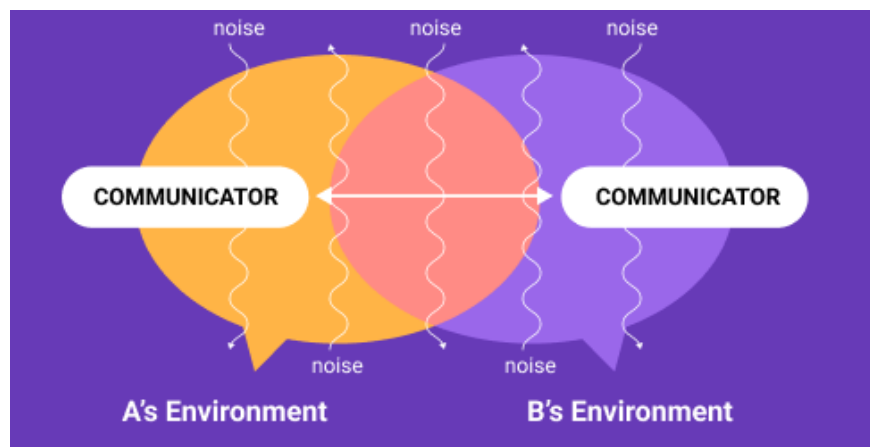 noise
noise
noise
COMMUNICATOR
COMMUNICATOR
noise
noise
A's Environment
B's Environment